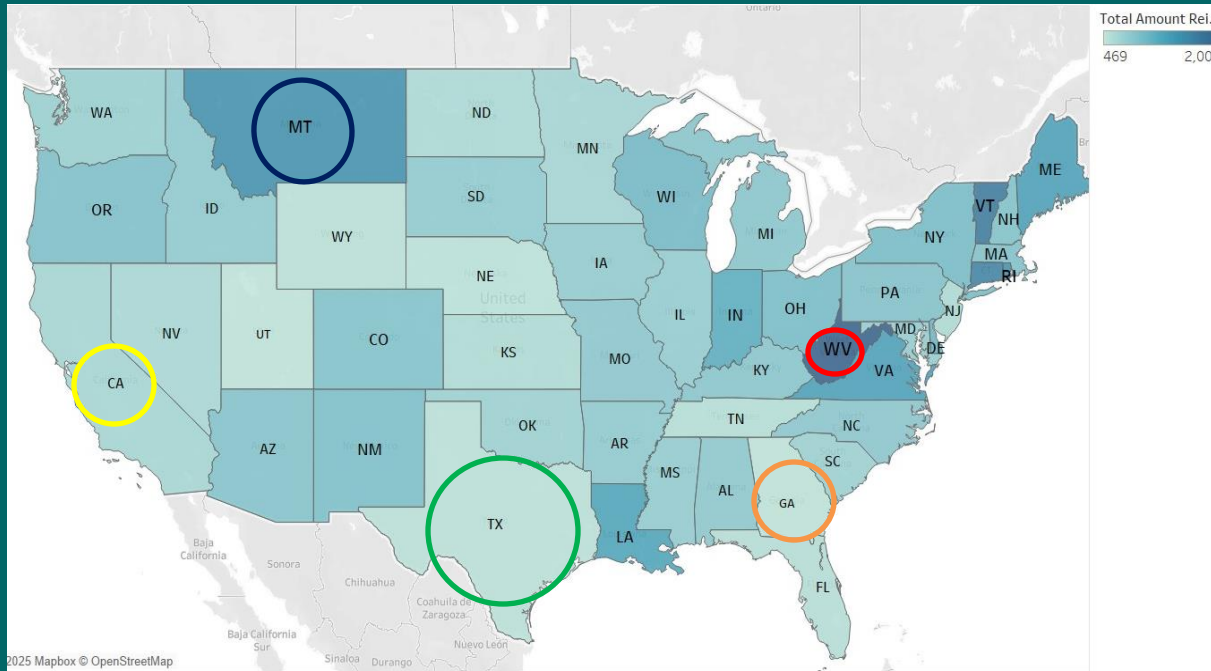 Ontario
Total Amount Rei..
469 2,00
WA
MT
ND
MN
ME
OR
ID
SD
WI
VT
NH
MI
NY
WY
MA
RI
IA
NE
PA
United
States
NJ
IL
IN
OH
NV
UT
CO
MD
DE
KS
MO
WV
VA
KY
CA
TN
NC
OK
AZ
NM
AR
SC
MS
AL
GA
TX
LA
Baja
California
Sonora
Chihuahua
FL
Coahuila de
Zaragoza
Baja California
Sur
Nuevo León
Sinaloa
Durango
2025 Mapbox © OpenStreetMap